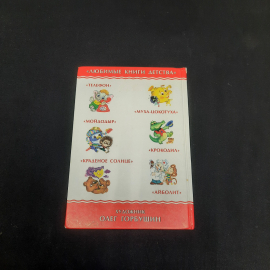 «ЛЮБИМЫЕ КНИГИ ДЕТСТВА»
«ТЕЛЕФОН»
«МУХА-ЦОКОТУХА»
«МОЙДОДЫР»
«КРОКОДИЛ»
«КРАДЕНОЕ СОЛНЦЕ»
«АЙБОЛИТ»
ХУДОЖНИК
ОЛЕГ ГОРБУШИН